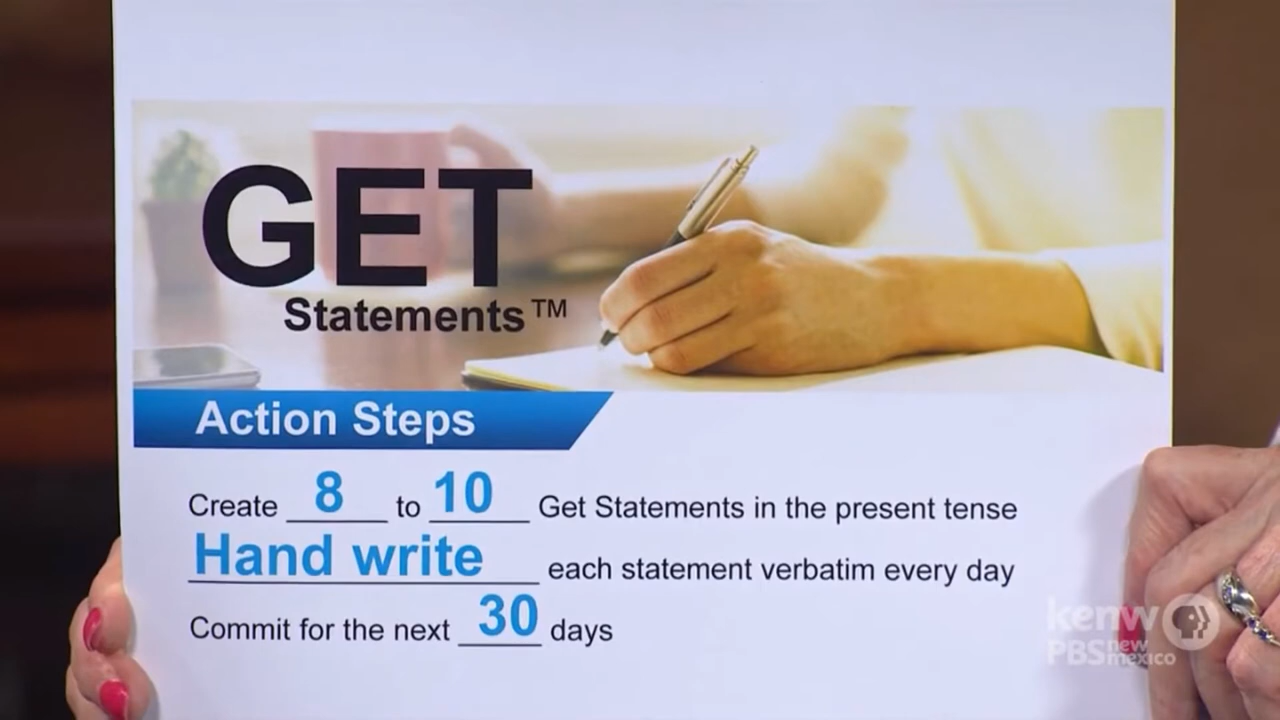 GET
Statements™
Action Steps
Create 8 to 10 Get Statements in the present tense
Hand write each statement verbatim every day
Commit for the next 30 days
kenw
PBS new mexico